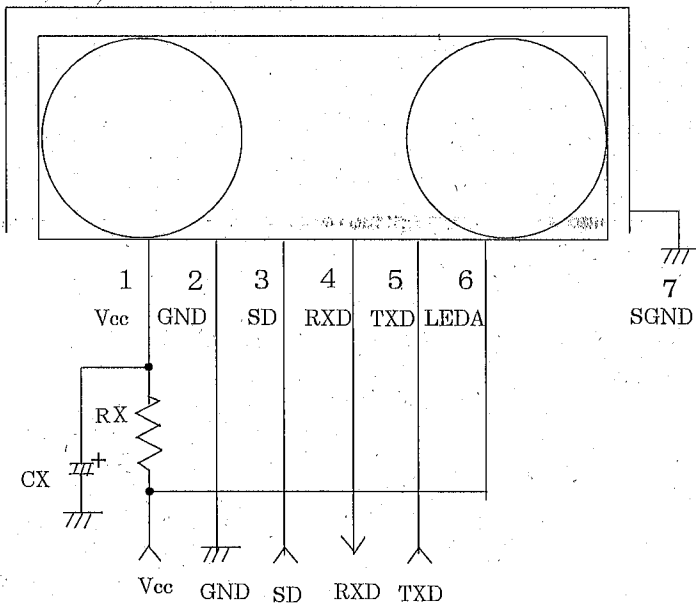 1 2 3 4 5 6 7
Vcc GND SD RXD TXD LEDA SGND
RX
+
CX
Vcc GND SD RXD TXD